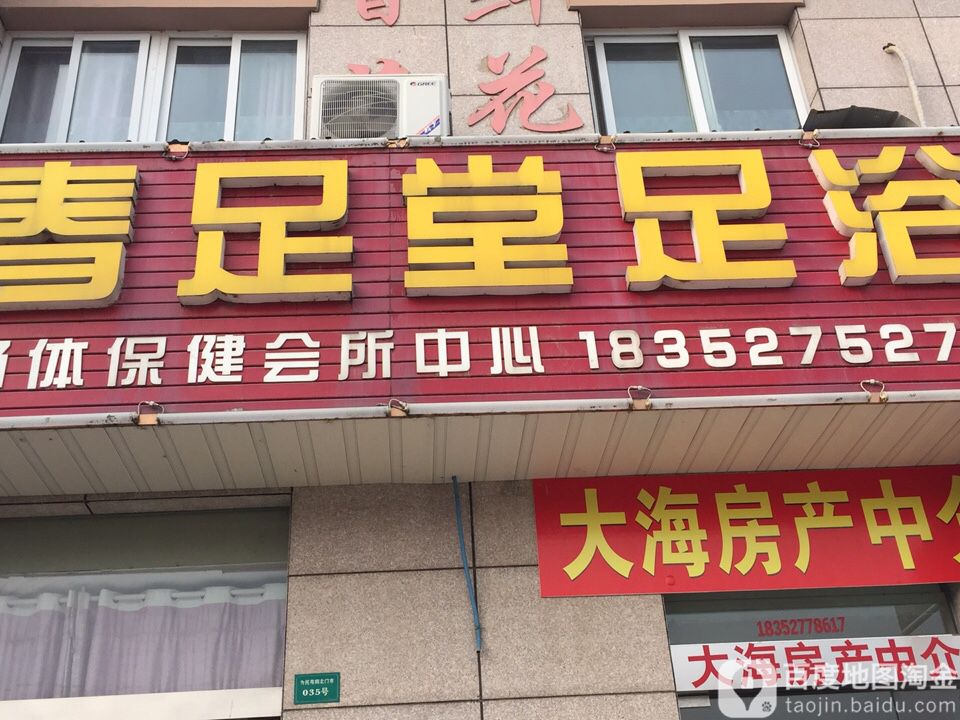 花
GREE
春足堂足浴
体保健会所中心 183527527
大海房产中介
18352778617
大海房产中介
035号
百度地图淘金
taojin.baidu.com